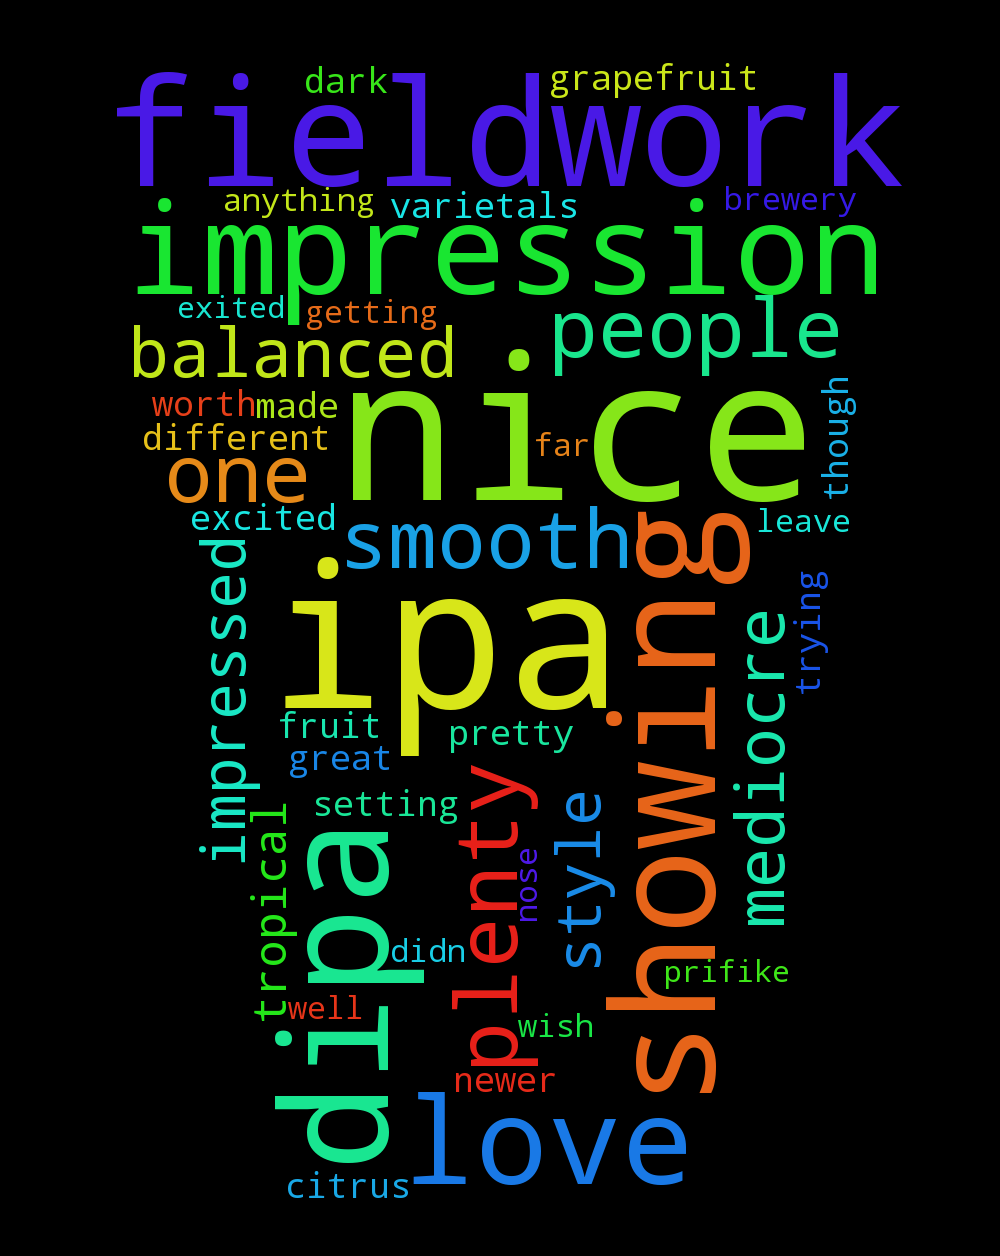 dark
grapefruit
fieldwork
anything
varietals
brewery
impression
exited
getting
people
balanced
nice
worth
made
though
different
far
one
excited
smooth
leave
showing
impressed
ipa
trying
mediocre
fruit
pretty
great
setting
plenty
style
tropical
dipa
nose
didn
prifike
well
wish
newer
love
citrus